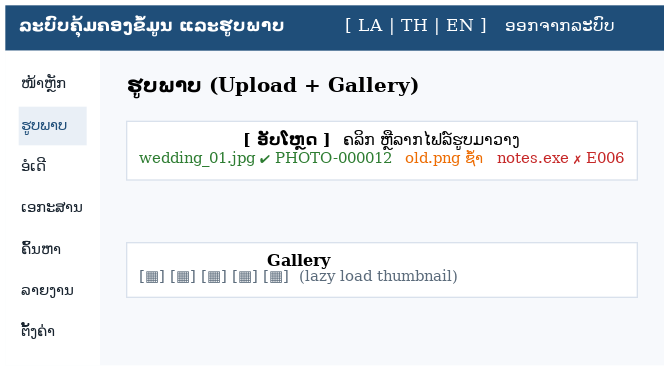 ລະບົບຄຸ້ມຄອງຂໍ້ມູນ ແລະຮູບພາບ [ LA | TH | EN ] ອອກຈາກລະບົບ
ໜ້າຫຼັກ
ຮູບພາບ
ອໍເດີ
ເອກະສານ
ຄົ້ນຫາ
ລາຍງານ
ຕັ້ງຄ່າ
ຮູບພາບ (Upload + Gallery)
[ ອັບໂຫຼດ ] ຄລິກ ຫຼືລາກໄຟລ໌ຮູບມາວາງ
wedding_01.jpg ✔ PHOTO-000012 old.png ຊ້ຳ notes.exe ✗ E006
Gallery
[▦] [▦] [▦] [▦] [▦] (lazy load thumbnail)